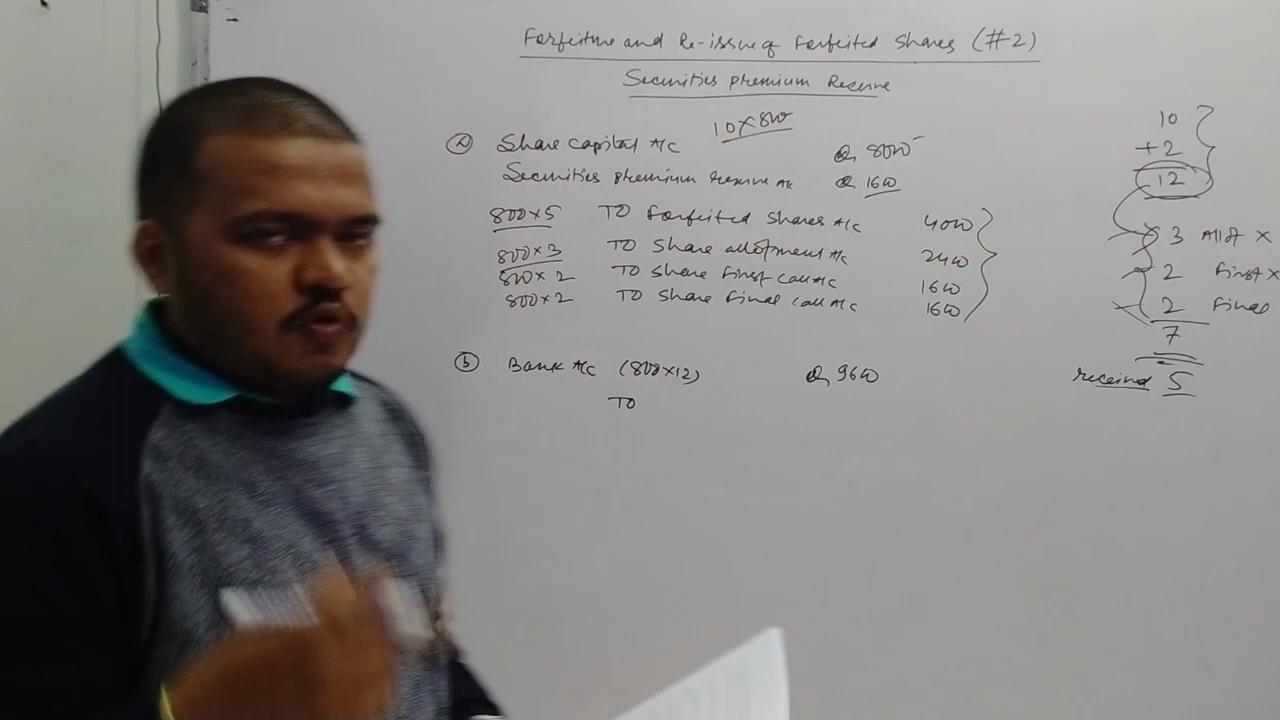 Forfeiture and Re-issue of Forfeited Shares (#2)
Securities premium Reserve
10×800
(a) Share Capital A/c Dr 8000
Securities premium Reserve A/c Dr 1600
800×5 TO Forfeited Shares A/c 4000
800×3 TO Share allotment A/c 2400
800×2 TO Share First Call A/c 1600
800×2 TO Share Final Call A/c 1600
(b) Bank A/c (800×12) Dr 9600
TO
10
+2
12
3 Allot X
2 First X
2 Final
7
received 5